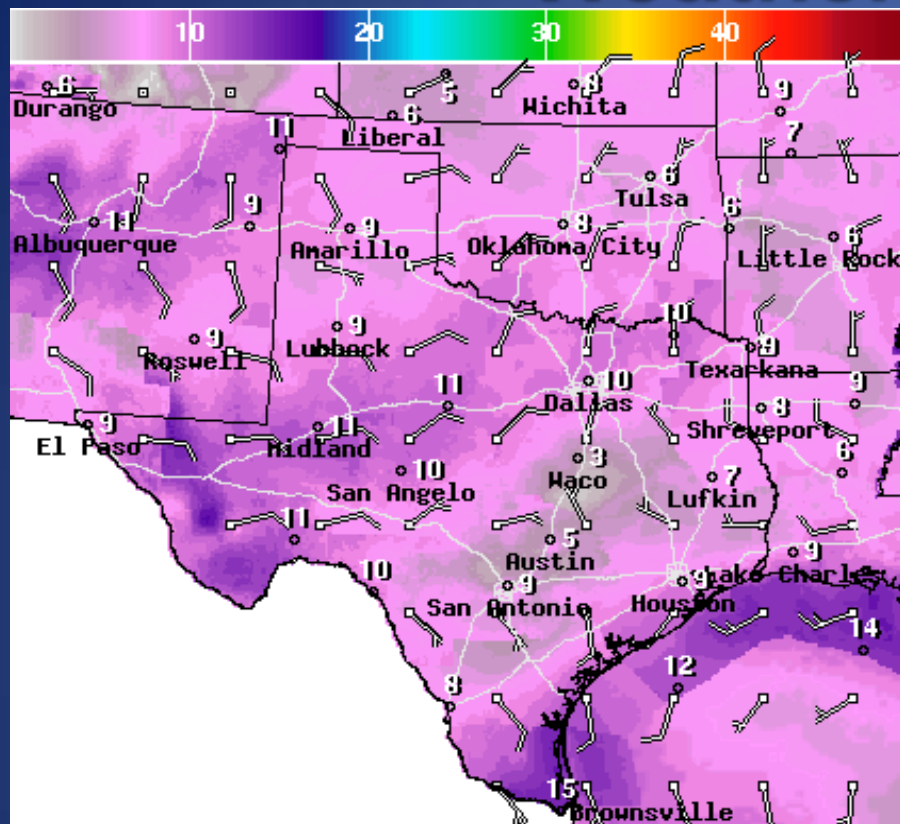 10 20 30 40
6 5 8 9
Durango Wichita
11 Liberal 6 7
6
Tulsa
11 9 9 8 6 6
Albuquerque Amarillo Oklahoma City Little Rock
9 9 10
Roswell Lubbock 9
Texarkana
11 10 9
Dallas
9 11 8
El Paso Midland Shreveport
10 3 7 6
San Angelo Waco Lufkin
11 5 9
Austin
10 9 9 Lake Charles
San Antonio Houston
14
8 12
15
Brownsville